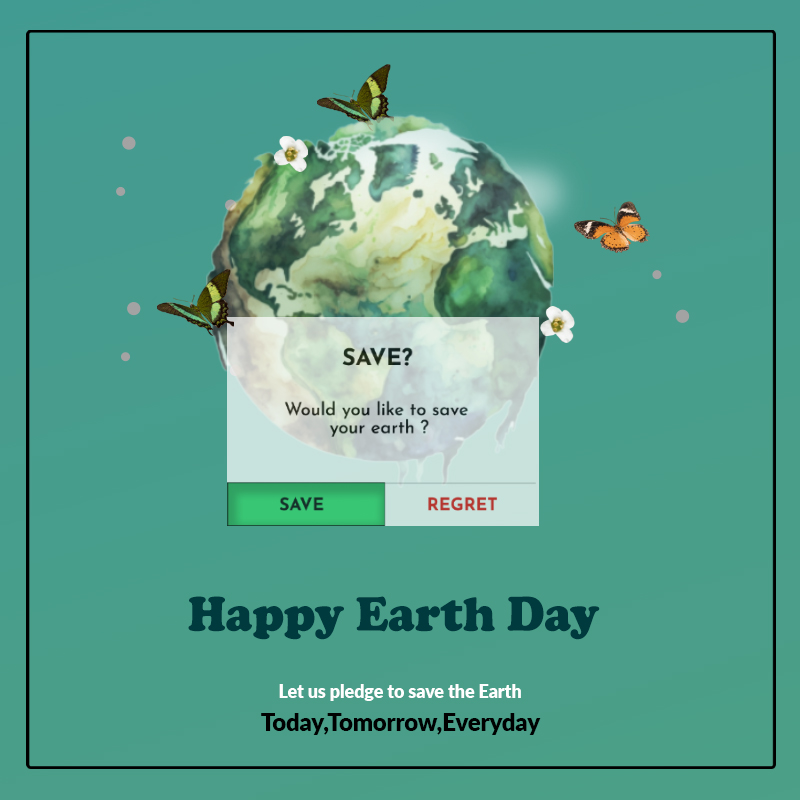 SAVE?
Would you like to save
your earth ?
SAVE REGRET
Happy Earth Day
Let us pledge to save the Earth
Today,Tomorrow,Everyday